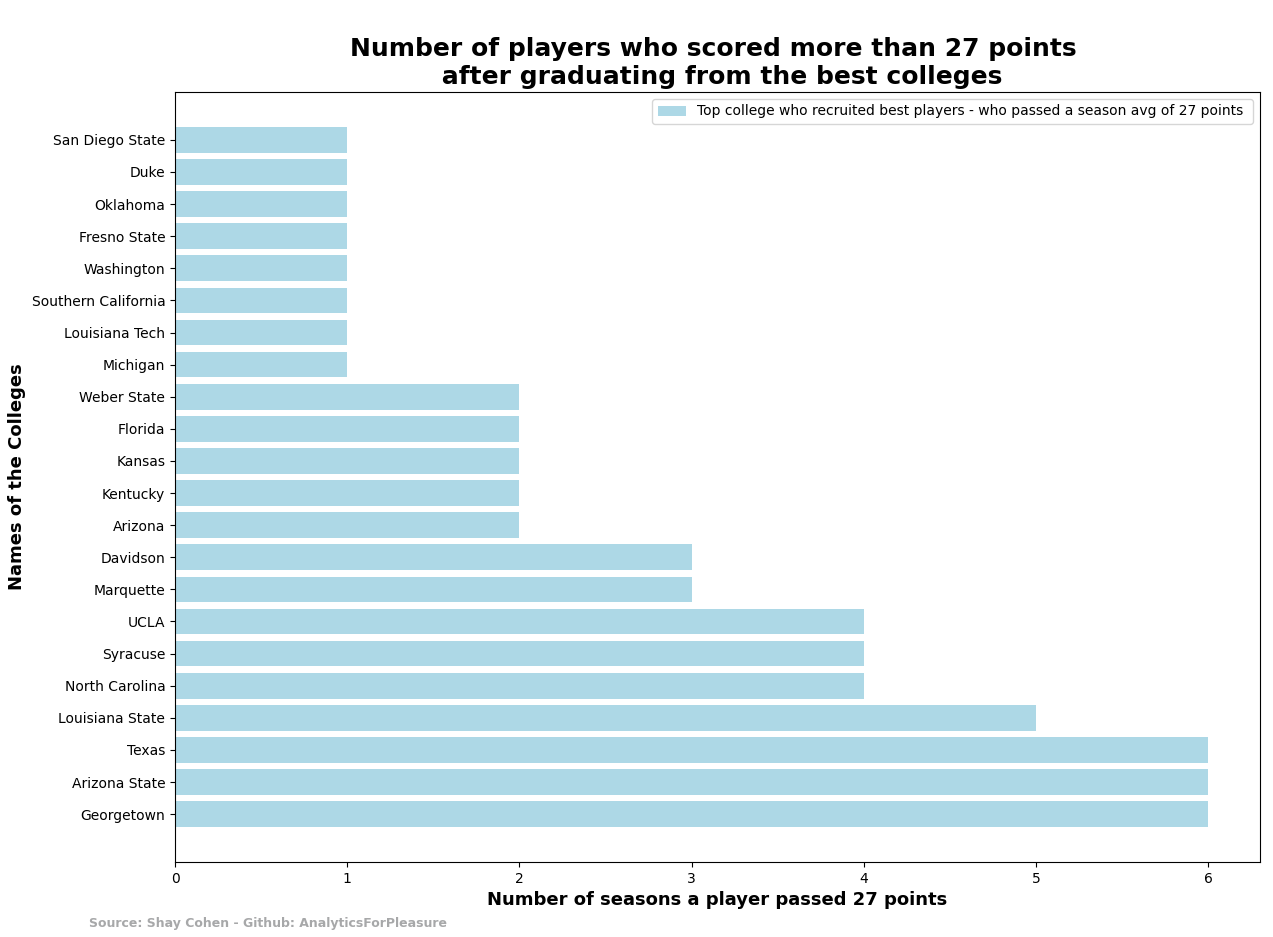 Number of players who scored more than 27 points
after graduating from the best colleges
Top college who recruited best players - who passed a season avg of 27 points
Names of the Colleges
San Diego State
Duke
Oklahoma
Fresno State
Washington
Southern California
Louisiana Tech
Michigan
Weber State
Florida
Kansas
Kentucky
Arizona
Davidson
Marquette
UCLA
Syracuse
North Carolina
Louisiana State
Texas
Arizona State
Georgetown
0 1 2 3 4 5 6
Number of seasons a player passed 27 points
Source: Shay Cohen - Github: AnalyticsForPleasure